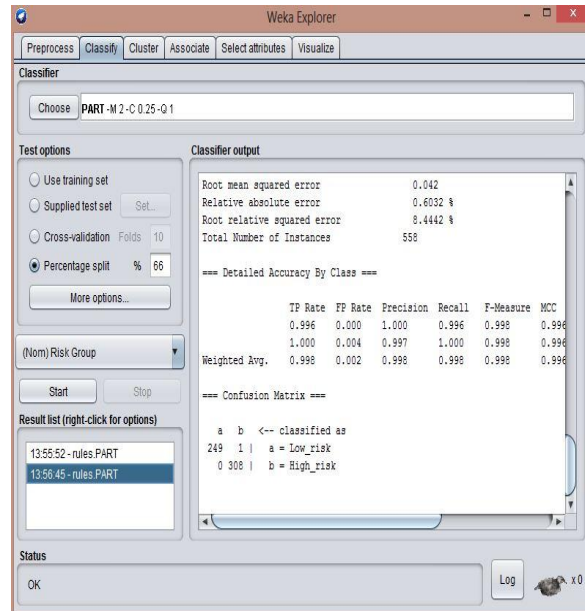 Weka Explorer
Preprocess Classify Cluster Associate Select attributes Visualize
Classifier
Choose PART -M 2 -C 0.25 -Q 1
Test options
Use training set
Supplied test set Set...
Cross-validation Folds 10
Percentage split % 66
More options...
(Nom) Risk Group
Start Stop
Result list (right-click for options)
13:55:52 - rules.PART
13:56:45 - rules.PART
Classifier output
Root mean squared error 0.042
Relative absolute error 0.6032 %
Root relative squared error 8.4442 %
Total Number of Instances 558
=== Detailed Accuracy By Class ===
TP Rate FP Rate Precision Recall F-Measure MCC
0.996 0.000 1.000 0.996 0.998 0.996
1.000 0.004 0.997 1.000 0.998 0.996
Weighted Avg. 0.998 0.002 0.998 0.998 0.998 0.996
=== Confusion Matrix ===
a b <-- classified as
249 1 | a = Low_risk
0 308 | b = High_risk
Status
OK
Log x 0